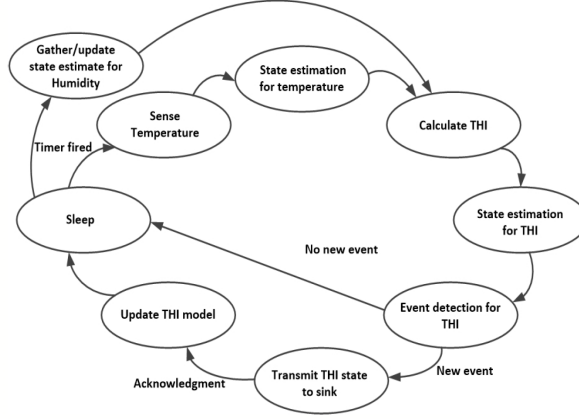 Gather/update
state estimate for
Humidity
State estimation
for temperature
Sense
Temperature
Calculate THI
Timer fired
Sleep
State estimation
for THI
No new event
Update THI model
Event detection for
THI
New event
Transmit THI state
to sink
Acknowledgment